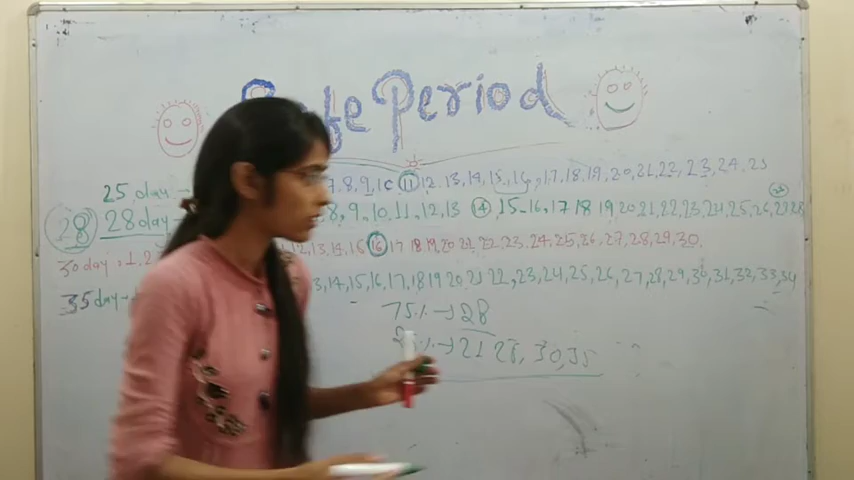 Safe Period
25 day - 7.8.9.10 11 12.13.14.15.16.17.18.19.20.21.22.23.24.25
28 28 day - 8,9.10.11.12.13 14 15.16.17 18 19,20,21,22,23,24,25,26,27,28 28
30 day : 1.2 12.13.14.15 16 17 18 19 20 21 22.23.24.25.26.27.28.29.30.
35 day - 13,14,15,16,17,18 19 20 21 22,23,24,25,26,27,28,29,30,31,32,33,34
75% → 28
→ 21 28, 30,35